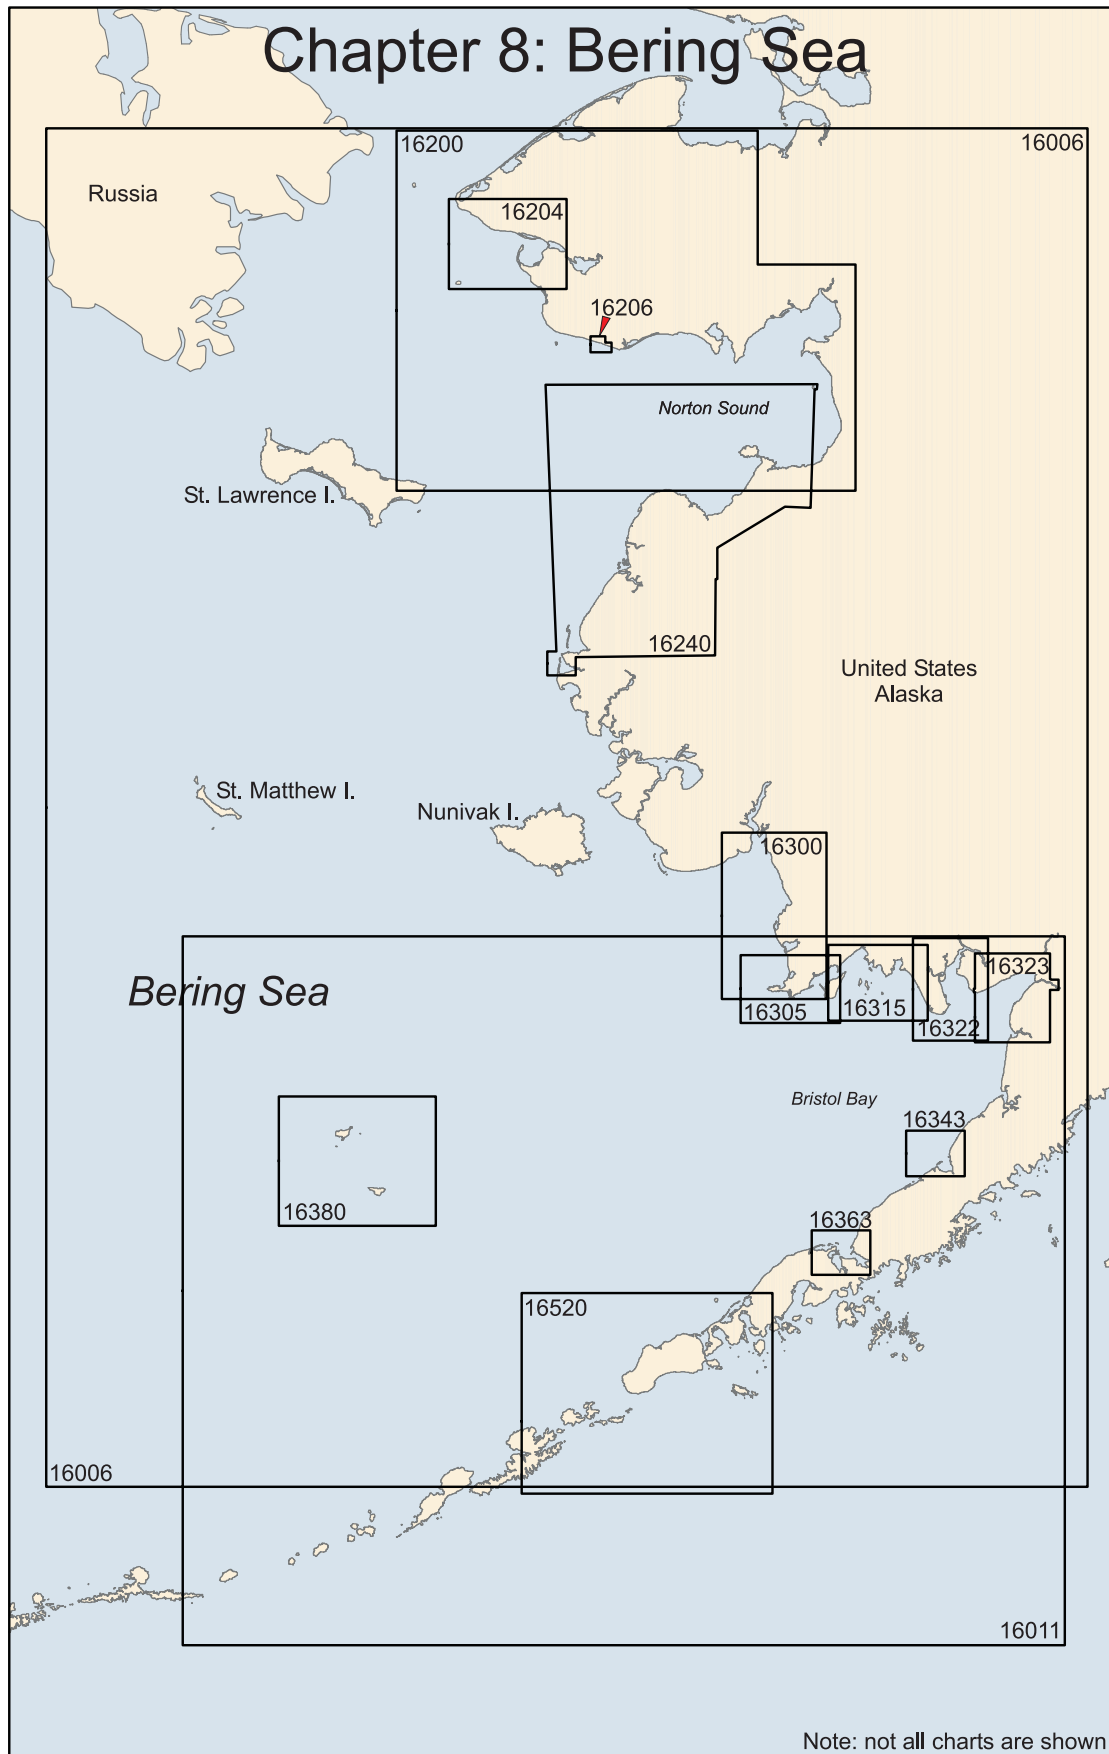 Chapter 8: Bering Sea
16200
16006
Russia
16204
16206
Norton Sound
St. Lawrence I.
16240
United States
Alaska
St. Matthew I.
Nunivak I.
16300
Bering Sea
16323
16305
16315
16322
Bristol Bay
16343
16380
16363
16520
16006
16011
Note: not all charts are shown